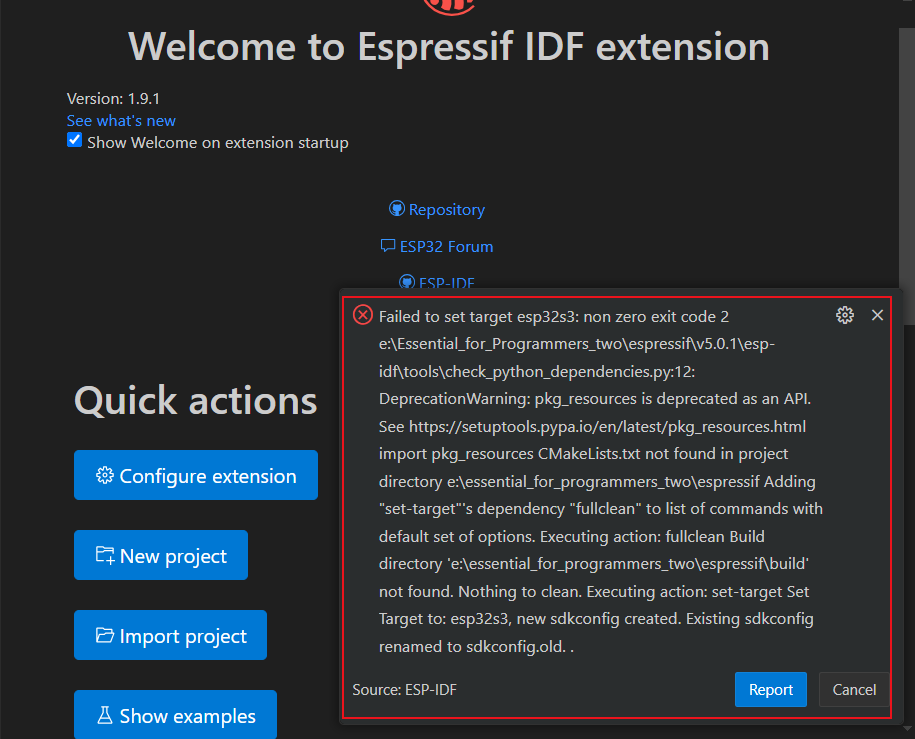 Welcome to Espressif IDF extension
Version: 1.9.1
See what's new
Show Welcome on extension startup
Repository
ESP32 Forum
ESP-IDF
Quick actions
Configure extension
New project
Import project
Show examples
Failed to set target esp32s3: non zero exit code 2
e:\Essential_for_Programmers_two\espressif\v5.0.1\esp-
idf\tools\check_python_dependencies.py:12:
DeprecationWarning: pkg_resources is deprecated as an API.
See https://setuptools.pypa.io/en/latest/pkg_resources.html
import pkg_resources CMakeLists.txt not found in project
directory e:\essential_for_programmers_two\espressif Adding
"set-target"'s dependency "fullclean" to list of commands with
default set of options. Executing action: fullclean Build
directory 'e:\essential_for_programmers_two\espressif\build'
not found. Nothing to clean. Executing action: set-target Set
Target to: esp32s3, new sdkconfig created. Existing sdkconfig
renamed to sdkconfig.old. .
Source: ESP-IDF
Report
Cancel